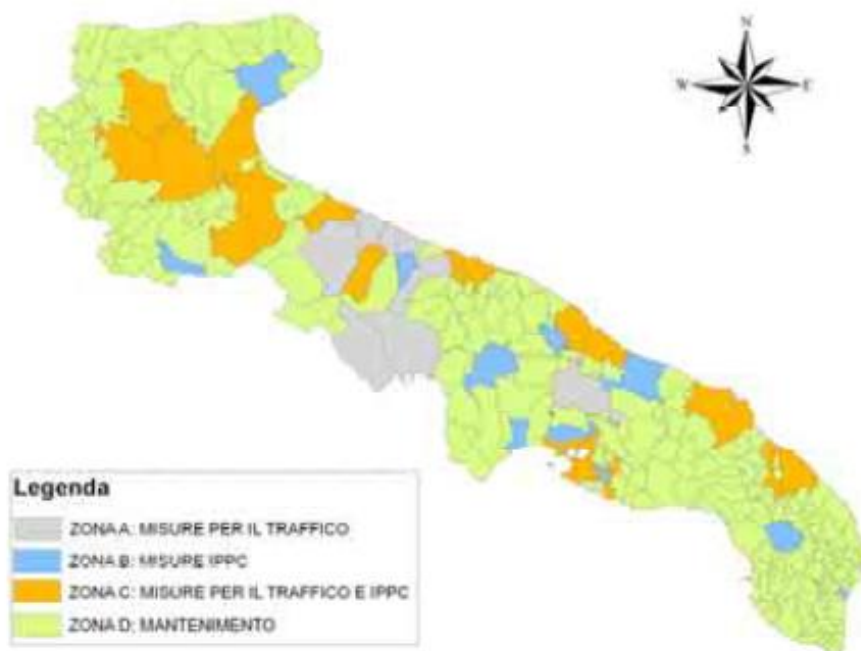 N
W E
S
Legenda
ZONA A: MISURE PER IL TRAFFICO
ZONA B: MISURE IPPC
ZONA C: MISURE PER IL TRAFFICO E IPPC
ZONA D: MANTENIMENTO